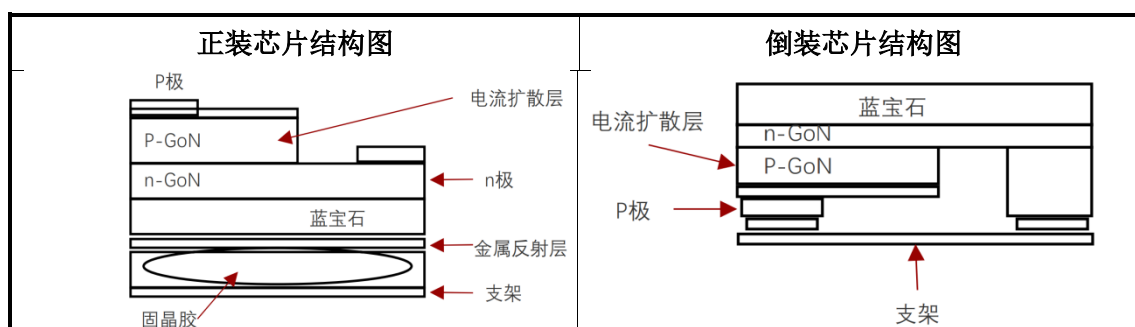 正装芯片结构图
倒装芯片结构图
P极
电流扩散层
P-GoN
n-GoN
n极
蓝宝石
金属反射层
支架
固晶胶
蓝宝石
n-GoN
电流扩散层
P-GoN
P极
支架